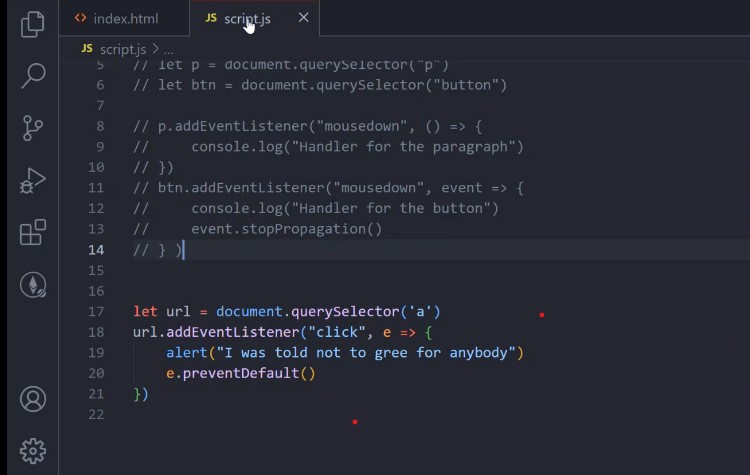 index.html
JS script.js
JS script.js > ...
5 // let p = document.querySelector("p")
6 // let btn = document.querySelector("button")
7
8 // p.addEventListener("mousedown", () => {
9 //     console.log("Handler for the paragraph")
10 // })
11 // btn.addEventListener("mousedown", event => {
12 //     console.log("Handler for the button")
13 //     event.stopPropagation()
14 // } )
15
16
17 let url = document.querySelector('a')
18 url.addEventListener("click", e => {
19     alert("I was told not to gree for anybody")
20     e.preventDefault()
21 })
22